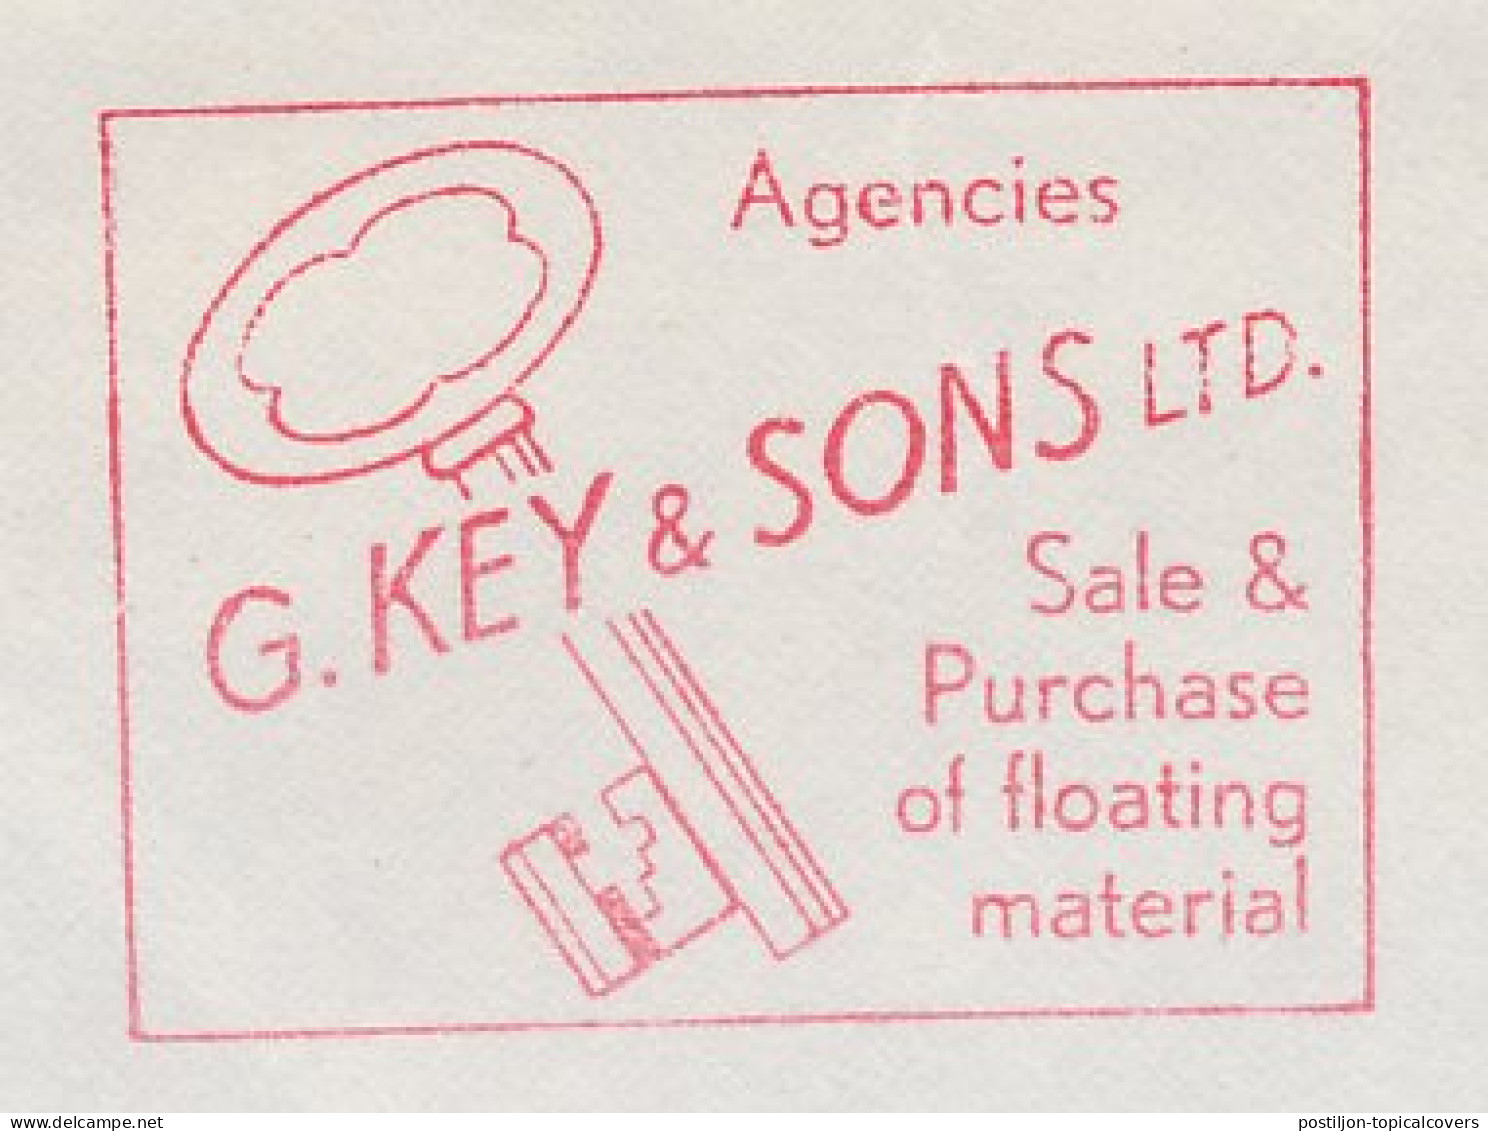 Agencies
G. KEY & SONS LTD.
Sale &
Purchase
of floating
material
www.delcampe.net
postiljon-topicalcovers